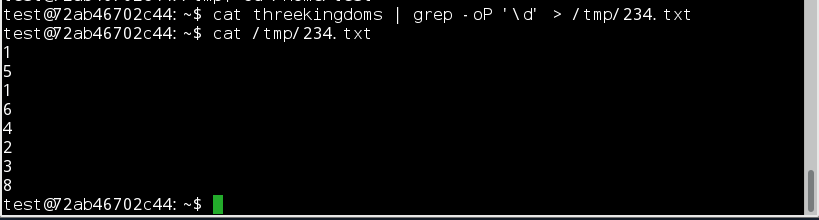 test@72ab46702c44:~$ cat threekingdoms | grep -oP '\d' > /tmp/234.txt
test@72ab46702c44:~$ cat /tmp/234.txt
1
5
1
6
4
2
3
8
test@72ab46702c44:~$